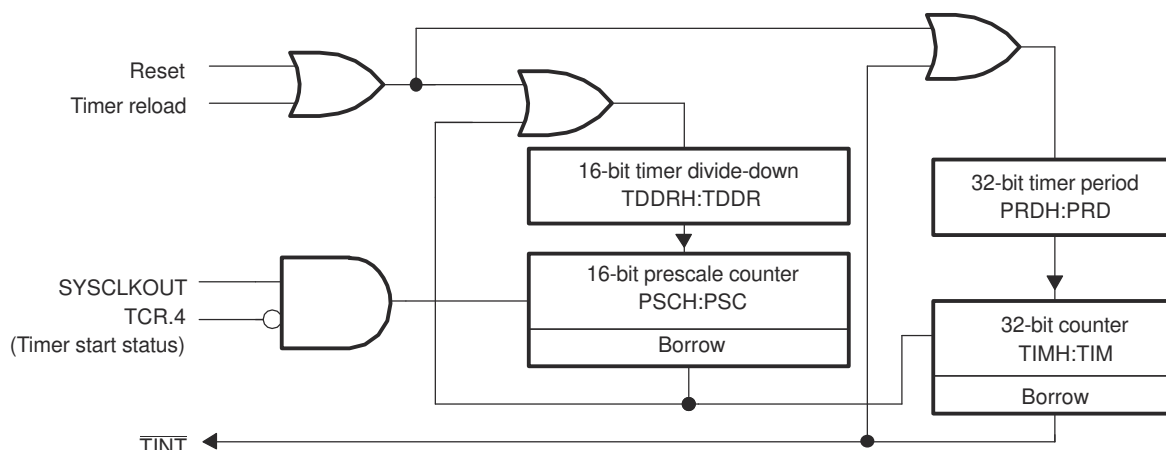 Reset
Timer reload
16-bit timer divide-down
TDDRH:TDDR
32-bit timer period
PRDH:PRD
SYSCLKOUT
TCR.4
(Timer start status)
16-bit prescale counter
PSCH:PSC
Borrow
32-bit counter
TIMH:TIM
Borrow
TINT